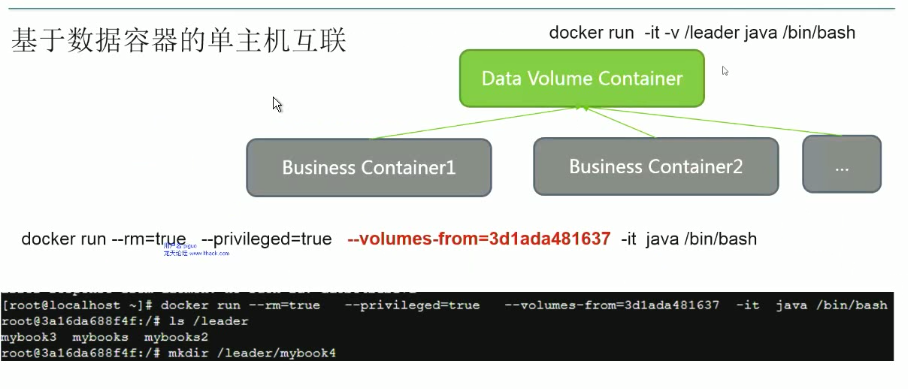 基于数据容器的单主机互联
docker run -it -v /leader java /bin/bash
Data Volume Container
Business Container1
Business Container2
...
docker run --rm=true --privileged=true --volumes-from=3d1ada481637 -it java /bin/bash
[root@localhost ~]# docker run --rm=true --privileged=true --volumes-from=3d1ada481637 -it java /bin/bash
root@3a16da688f4f:/# ls /leader
mybook3 mybooks mybooks2
root@3a16da688f4f:/# mkdir /leader/mybook4